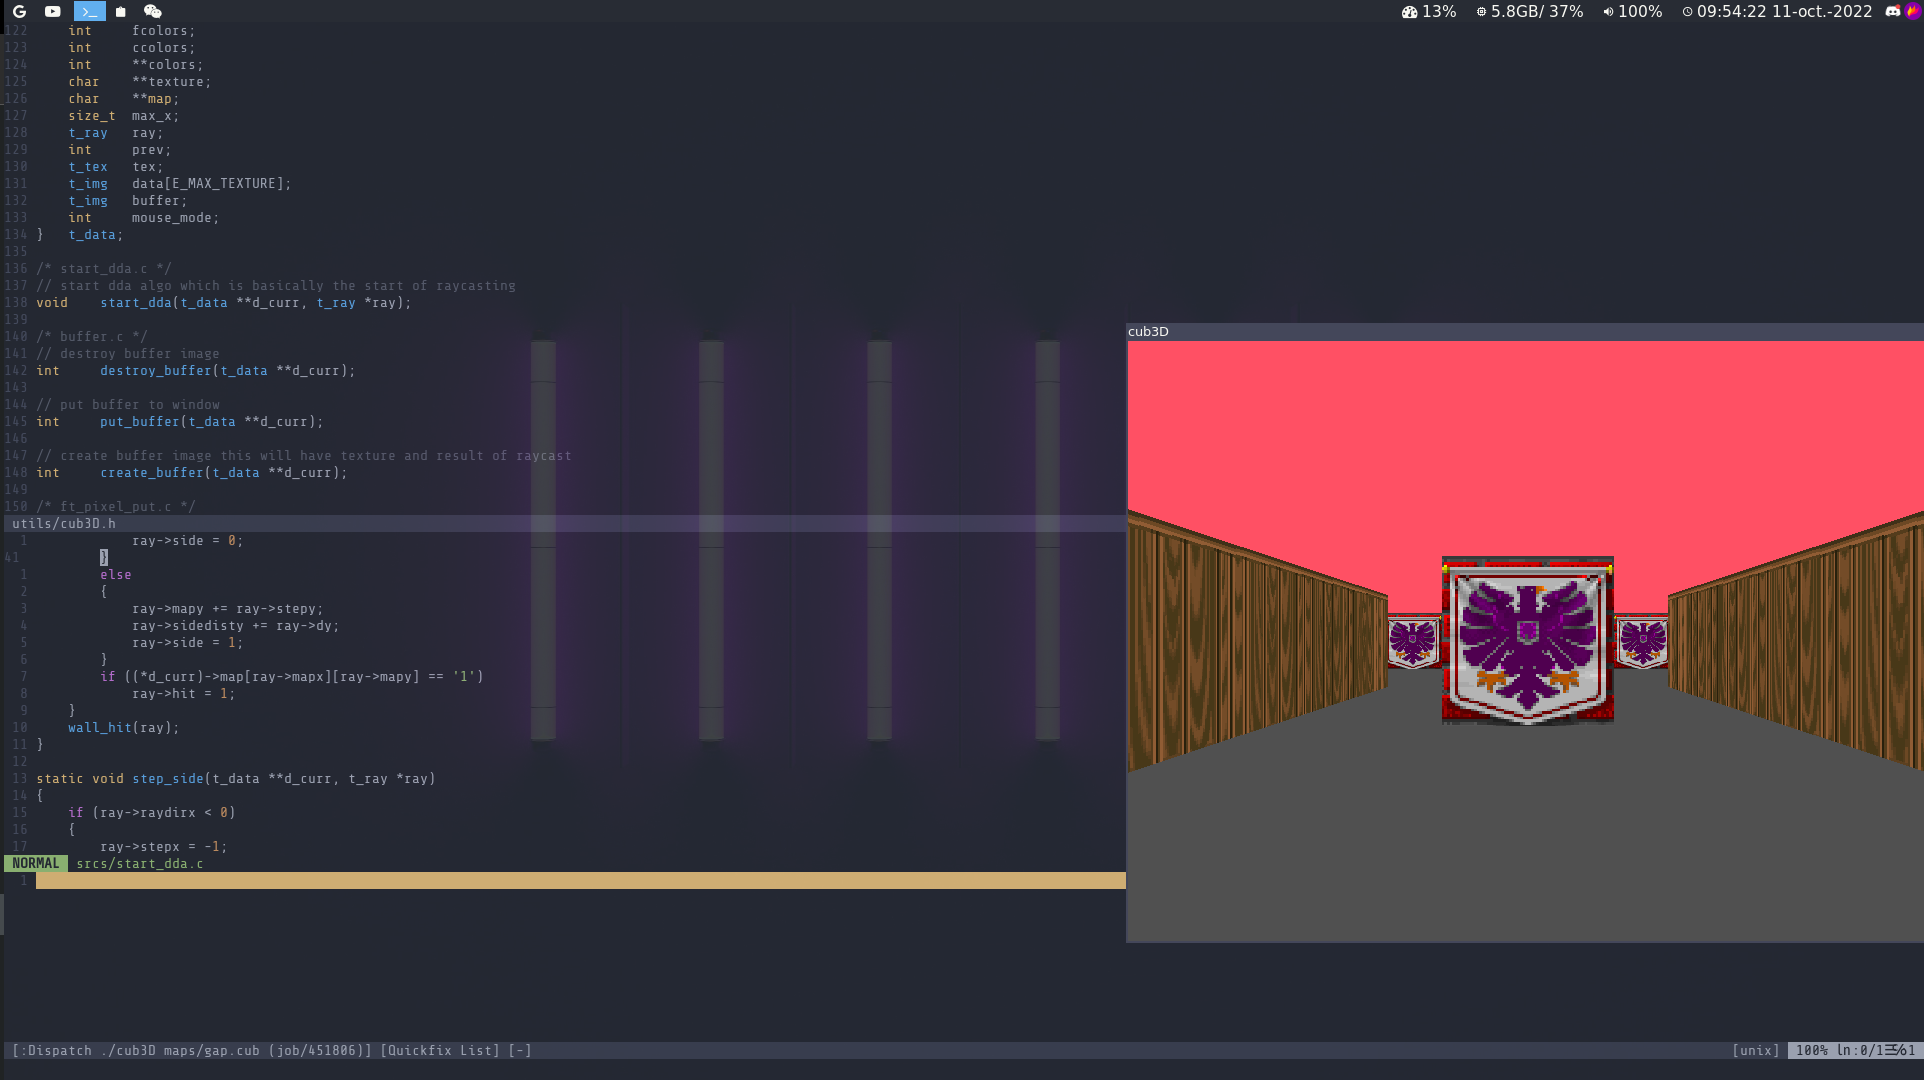 G >_ 13% 5.8GB/ 37% 100% 09:54:22 11-oct.-2022
122 int fcolors;
123 int ccolors;
124 int **colors;
125 char **texture;
126 char **map;
127 size_t max_x;
128 t_ray ray;
129 int prev;
130 t_tex tex;
131 t_img data[E_MAX_TEXTURE];
132 t_img buffer;
133 int mouse_mode;
134 } t_data;
135
136 /* start_dda.c */
137 // start dda algo which is basically the start of raycasting
138 void start_dda(t_data **d_curr, t_ray *ray);
139
140 /* buffer.c */
141 // destroy buffer image
142 int destroy_buffer(t_data **d_curr);
143
144 // put buffer to window
145 int put_buffer(t_data **d_curr);
146
147 // create buffer image this will have texture and result of raycast
148 int create_buffer(t_data **d_curr);
149
150 /* ft_pixel_put.c */
utils/cub3D.h
1 ray->side = 0;
41 }
1 else
2 {
3 ray->mapy += ray->stepy;
4 ray->sidedisty += ray->dy;
5 ray->side = 1;
6 }
7 if ((*d_curr)->map[ray->mapx][ray->mapy] == '1')
8 ray->hit = 1;
9 }
10 wall_hit(ray);
11 }
12
13 static void step_side(t_data **d_curr, t_ray *ray)
14 {
15 if (ray->raydirx < 0)
16 {
17 ray->stepx = -1;
NORMAL srcs/start_dda.c
1
cub3D
[:Dispatch ./cub3D maps/gap.cub (job/451806)] [Quickfix List] [-] [unix] 100% ln:0/1